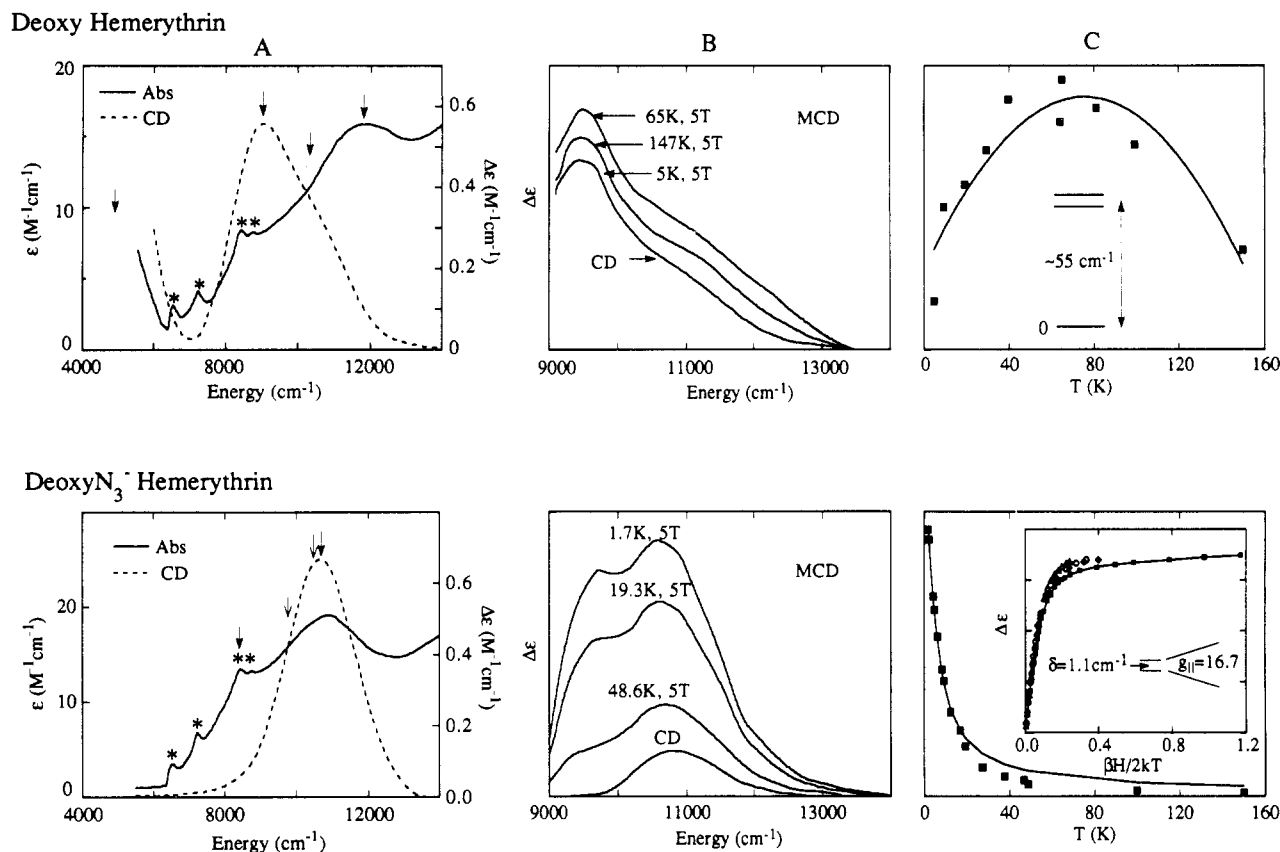 Deoxy Hemerythrin
A
B
C
20
10
0
ε (M⁻¹cm⁻¹)
Abs
CD
* * **
0.6
0.4
0.2
0
Δε (M⁻¹cm⁻¹)
4000 6000 8000 10000 12000
Energy (cm⁻¹)
Δε
MCD
65K, 5T
147K, 5T
5K, 5T
CD
9000 11000 13000
Energy (cm⁻¹)
~55 cm⁻¹
0
0 40 80 120 160
T (K)
DeoxyN₃⁻ Hemerythrin
20
10
0
ε (M⁻¹cm⁻¹)
Abs
CD
* * **
0.6
0.4
0.2
0.0
Δε (M⁻¹cm⁻¹)
4000 6000 8000 10000 12000
Energy (cm⁻¹)
Δε
MCD
1.7K, 5T
19.3K, 5T
48.6K, 5T
CD
9000 11000 13000
Energy (cm⁻¹)
Δε
δ=1.1cm⁻¹
g||=16.7
0.0 0.4 0.8 1.2
βH/2kT
0 40 80 120 160
T (K)